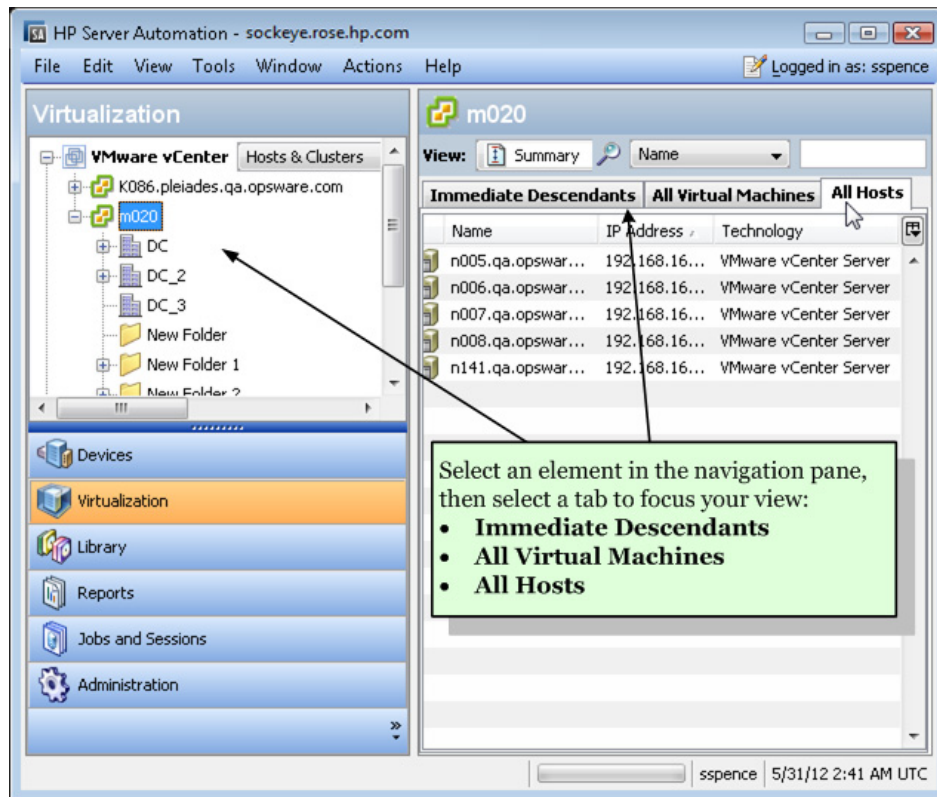 HP Server Automation - sockeye.rose.hp.com
File Edit View Tools Window Actions Help
Logged in as: sspence
Virtualization
VMware vCenter Hosts & Clusters
K086.pleiades.qa.opsware.com
m020
DC
DC_2
DC_3
New Folder
New Folder 1
New Folder 2
Devices
Virtualization
Library
Reports
Jobs and Sessions
Administration
m020
View: Summary Name
Immediate Descendants All Virtual Machines All Hosts
Name IP Address Technology
n005.qa.opswar... 192.168.16... VMware vCenter Server
n006.qa.opswar... 192.168.16... VMware vCenter Server
n007.qa.opswar... 192.168.16... VMware vCenter Server
n008.qa.opswar... 192.168.16... VMware vCenter Server
n141.qa.opswar... 192.168.16... VMware vCenter Server
Select an element in the navigation pane,
then select a tab to focus your view:
• Immediate Descendants
• All Virtual Machines
• All Hosts
sspence 5/31/12 2:41 AM UTC